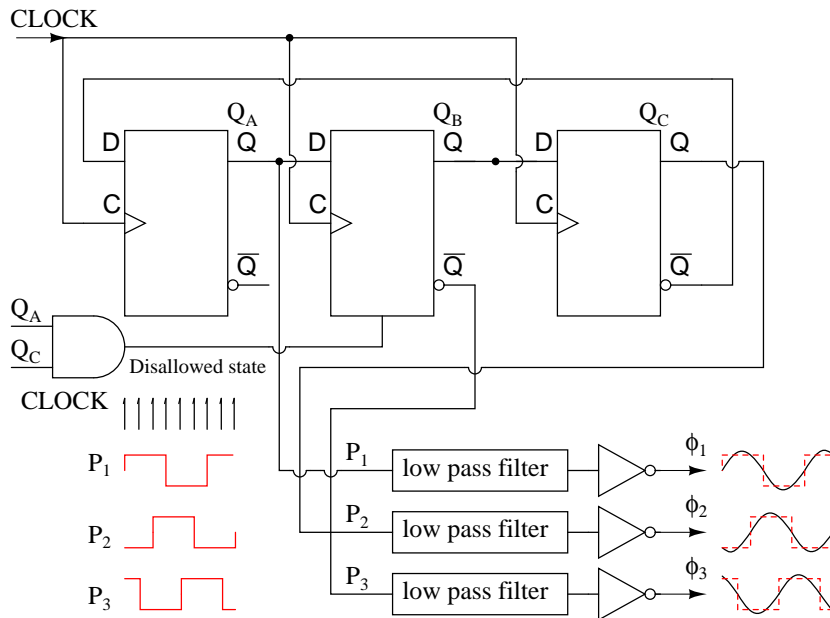 CLOCK
Q_A Q_B Q_C
D Q D Q D Q
C C C
Q̅ Q̅ Q̅
Q_A
Q_C
Disallowed state
CLOCK
P_1
P_2
P_3
P_1 low pass filter ϕ_1
P_2 low pass filter ϕ_2
P_3 low pass filter ϕ_3